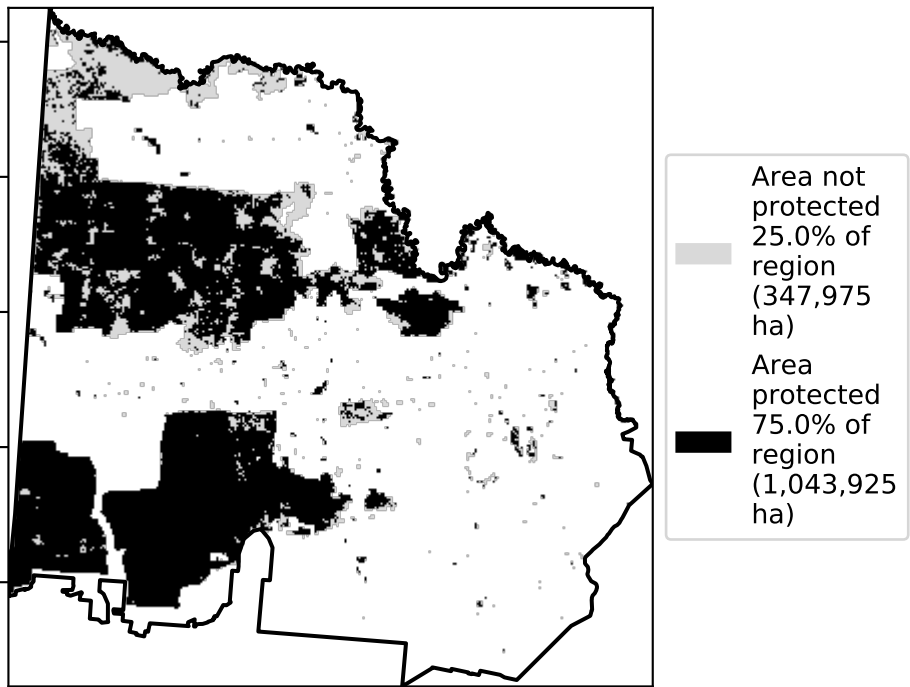 Area not
protected
25.0% of
region
(347,975
ha)
Area
protected
75.0% of
region
(1,043,925
ha)